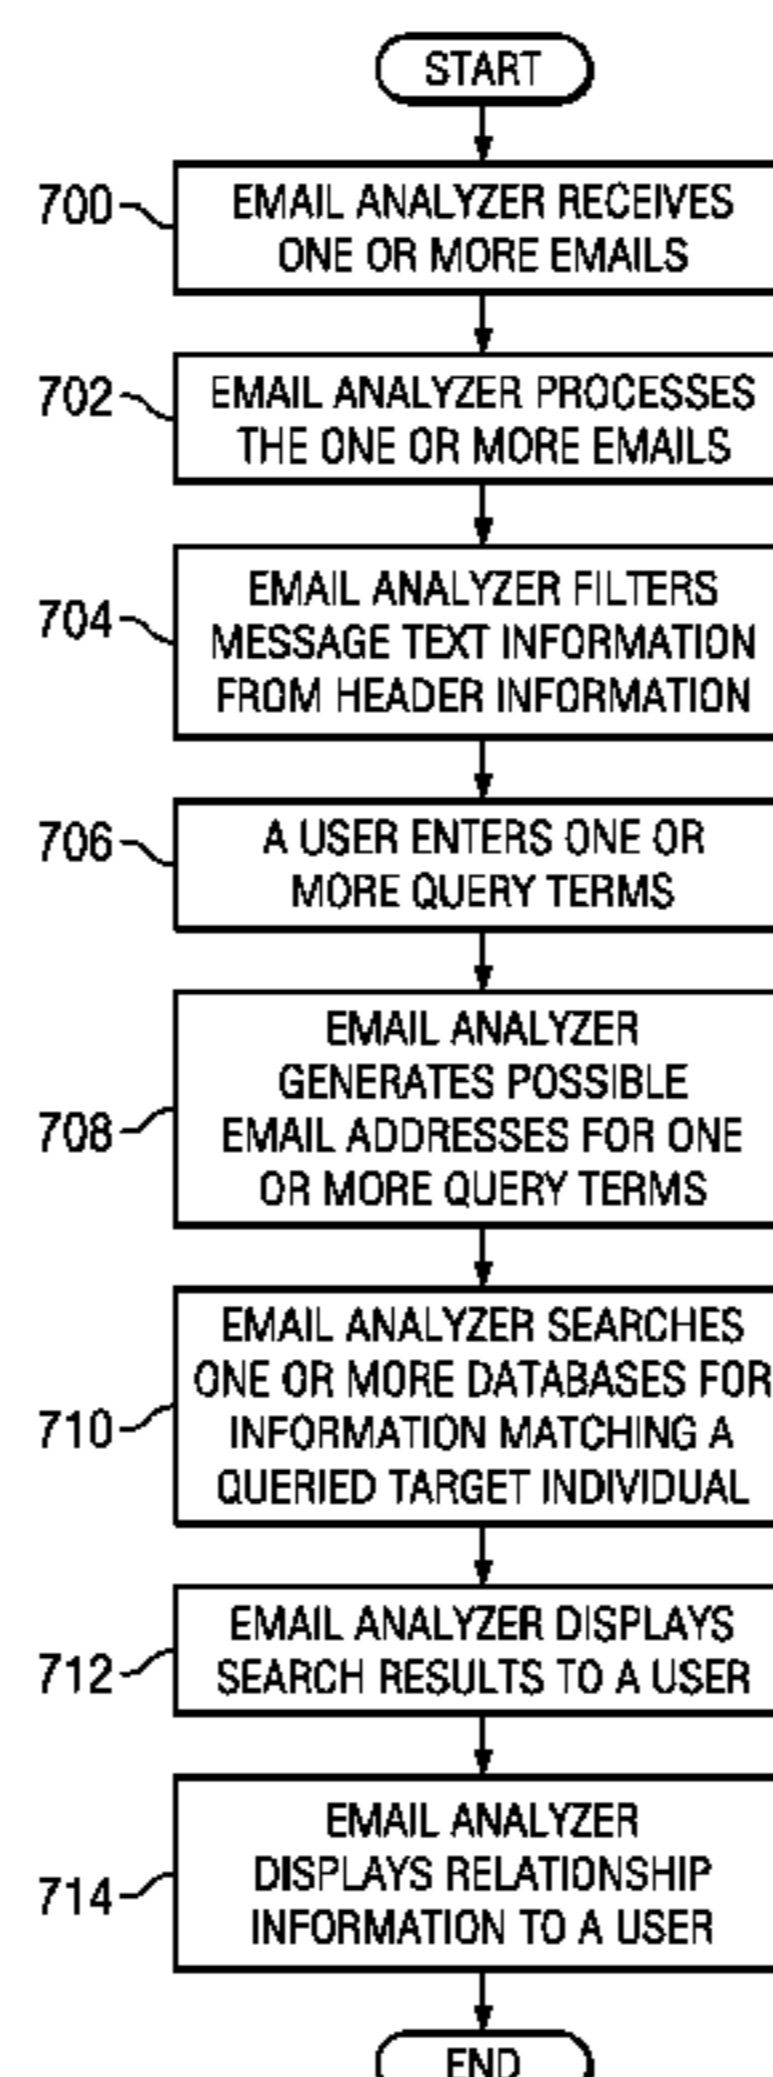 START
700
EMAIL ANALYZER RECEIVES
ONE OR MORE EMAILS
702
EMAIL ANALYZER PROCESSES
THE ONE OR MORE EMAILS
704
EMAIL ANALYZER FILTERS
MESSAGE TEXT INFORMATION
FROM HEADER INFORMATION
706
A USER ENTERS ONE OR
MORE QUERY TERMS
708
EMAIL ANALYZER
GENERATES POSSIBLE
EMAIL ADDRESSES FOR ONE
OR MORE QUERY TERMS
710
EMAIL ANALYZER SEARCHES
ONE OR MORE DATABASES FOR
INFORMATION MATCHING A
QUERIED TARGET INDIVIDUAL
712
EMAIL ANALYZER DISPLAYS
SEARCH RESULTS TO A USER
714
EMAIL ANALYZER
DISPLAYS RELATIONSHIP
INFORMATION TO A USER
END